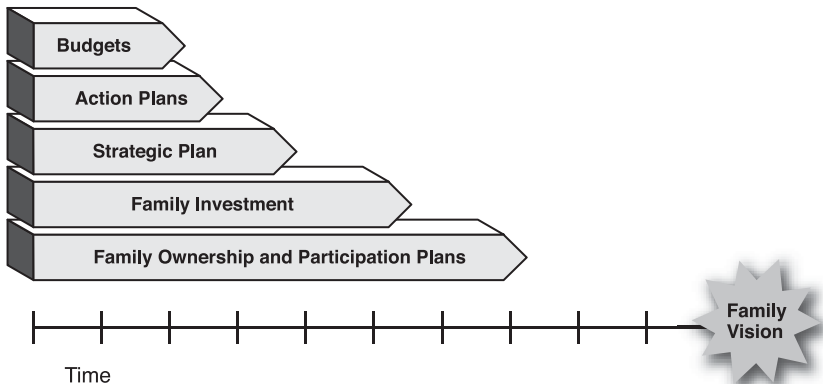 Budgets
Action Plans
Strategic Plan
Family Investment
Family Ownership and Participation Plans
Family
Vision
Time